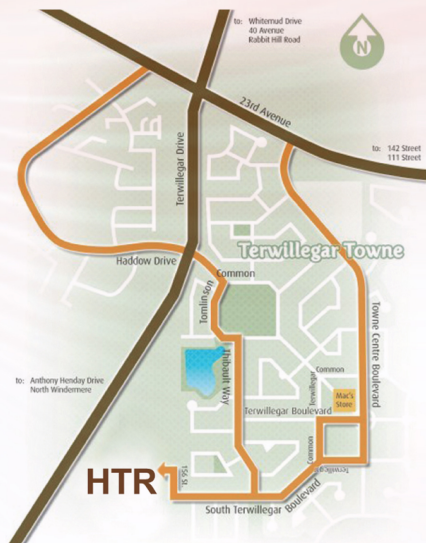 to: Whitemud Drive
40 Avenue
Rabbit Hill Road
N
23rd Avenue
to: 142 Street
111 Street
Terwillegar Drive
Terwillegar Towne
Haddow Drive
Common
Tomlinson
Towne Centre Boulevard
to: Anthony Henday Drive
North Windermere
Thibault Way
Common
Terwillegar
Mac's
Store
Terwillegar Boulevard
Common
Terwillegar
HTR
156 St.
South Terwillegar Boulevard